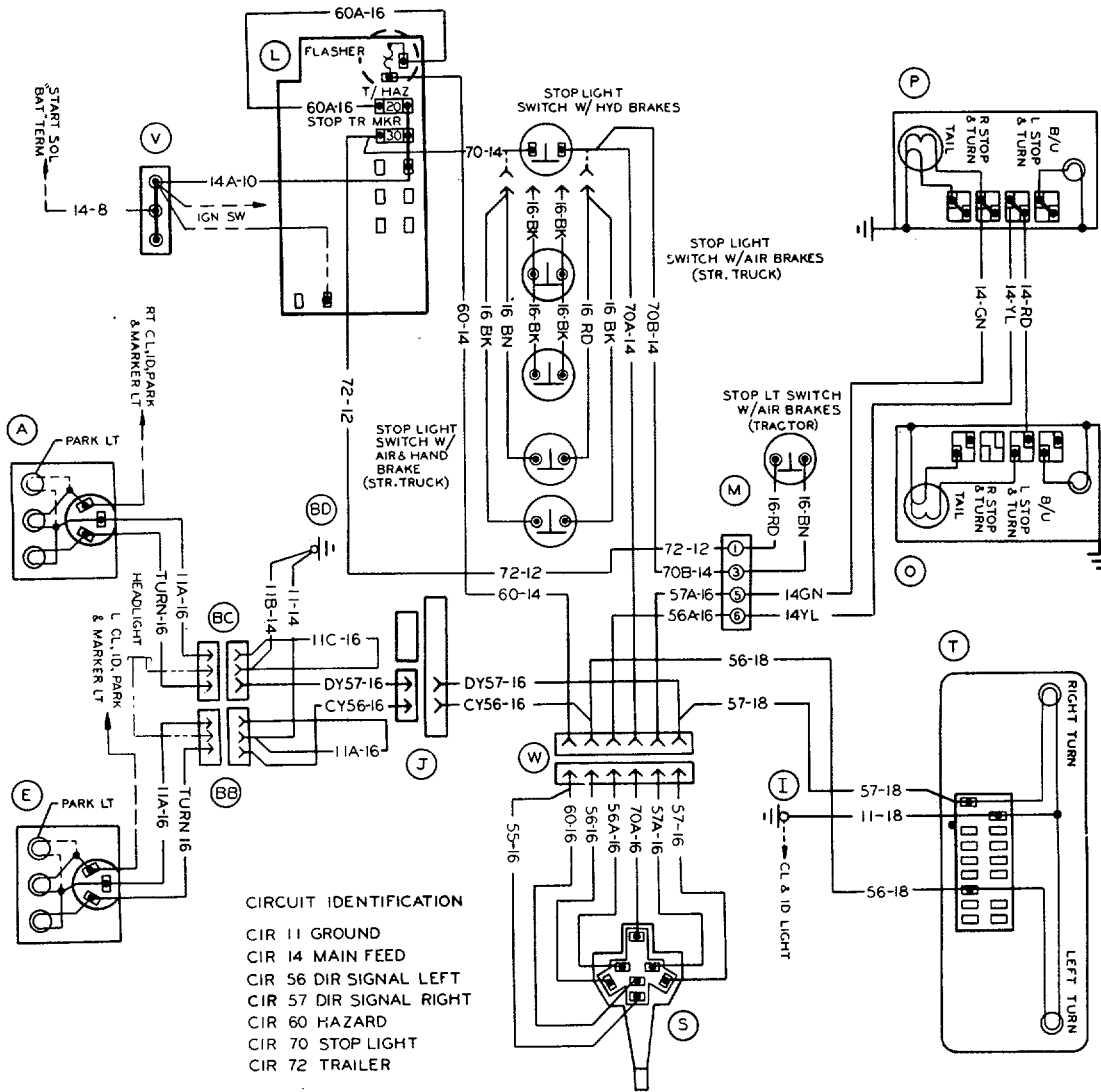 60A-16
L
FLASHER
T/HAZ
60A-16
20
STOP TR MKR
30
70-14
STOP LIGHT
SWITCH W/ HYD BRAKES
P
TAIL
R STOP
& TURN
L STOP
& TURN
B/U
"START SOL
BAT" TERM
V
14A-10
14-8
IGN SW
16-BK
16-BK
STOP LIGHT
SWITCH W/AIR BRAKES
(STR. TRUCK)
60-14
16 BK
16 BN
16-BK
16-BK
16 RD
16 BK
70A-14
70B-14
14-GN
14-YL
14-RD
RT CL, ID, PARK
& MARKER LT
72-12
STOP LIGHT
SWITCH W/
AIR & HAND
BRAKE
(STR. TRUCK)
STOP LT SWITCH
W/AIR BRAKES
(TRACTOR)
A
PARK LT
M
16-RD
16-BN
TAIL
R STOP
& TURN
L STOP
& TURN
B/U
O
BD
72-12
1
72-12
70B-14
3
60-14
57A-16
5
14GN
56A-16
6
14YL
11A-16
TURN-16
HEADLIGHT
L CL, ID, PARK
& MARKER LT
BC
11B-14
11-14
11C-16
DY57-16
CY56-16
DY57-16
CY56-16
56-18
57-18
T
RIGHT TURN
11A-16
J
W
BB
E
PARK LT
11A-16
TURN 16
I
57-18
11-18
CL & ID LIGHT
56-18
LEFT TURN
55-16
60-16
56-16
56A-16
70A-16
57A-16
57-16
S
CIRCUIT IDENTIFICATION
CIR 11 GROUND
CIR 14 MAIN FEED
CIR 56 DIR SIGNAL LEFT
CIR 57 DIR SIGNAL RIGHT
CIR 60 HAZARD
CIR 70 STOP LIGHT
CIR 72 TRAILER